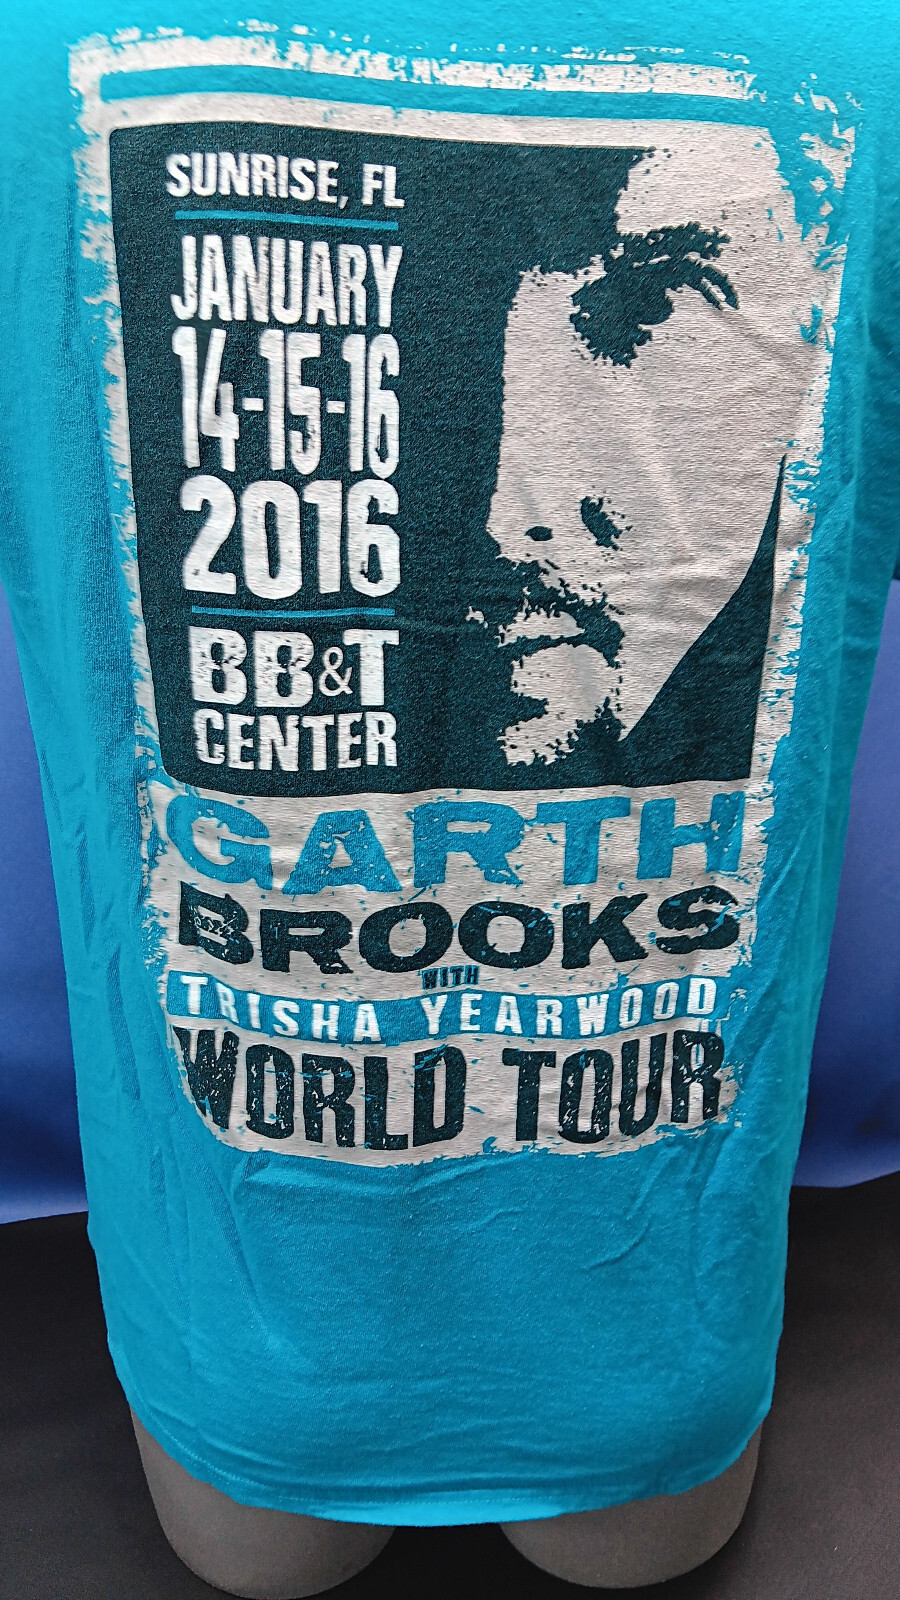 SUNRISE, FL
JANUARY
14-15-16
2016
BB&T
CENTER
GARTH
BROOKS
WITH
TRISHA YEARWOOD
WORLD TOUR